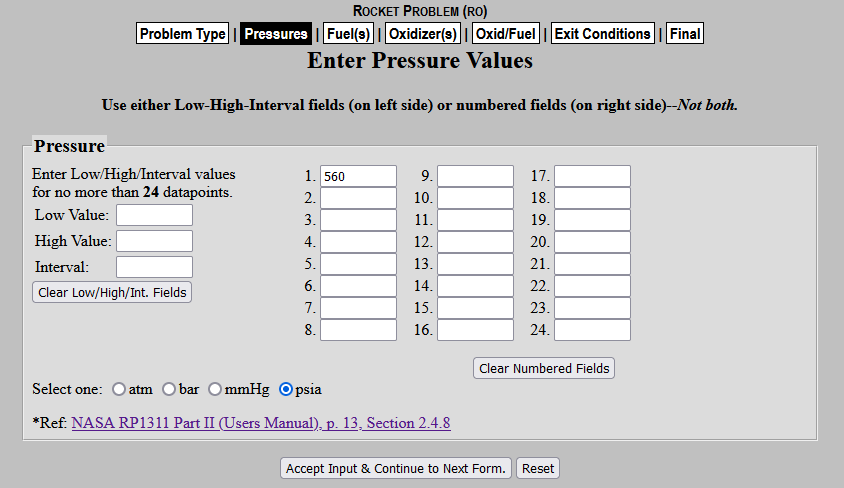 ROCKET PROBLEM (RO)
Problem Type | Pressures | Fuel(s) | Oxidizer(s) | Oxid/Fuel | Exit Conditions | Final
Enter Pressure Values
Use either Low-High-Interval fields (on left side) or numbered fields (on right side)--Not both.
Pressure
Enter Low/High/Interval values
for no more than 24 datapoints.
Low Value:
High Value:
Interval:
Clear Low/High/Int. Fields
1. 560
2.
3.
4.
5.
6.
7.
8.
9.
10.
11.
12.
13.
14.
15.
16.
17.
18.
19.
20.
21.
22.
23.
24.
Clear Numbered Fields
Select one: atm bar mmHg psia
*Ref: NASA RP1311 Part II (Users Manual), p. 13, Section 2.4.8
Accept Input & Continue to Next Form. Reset